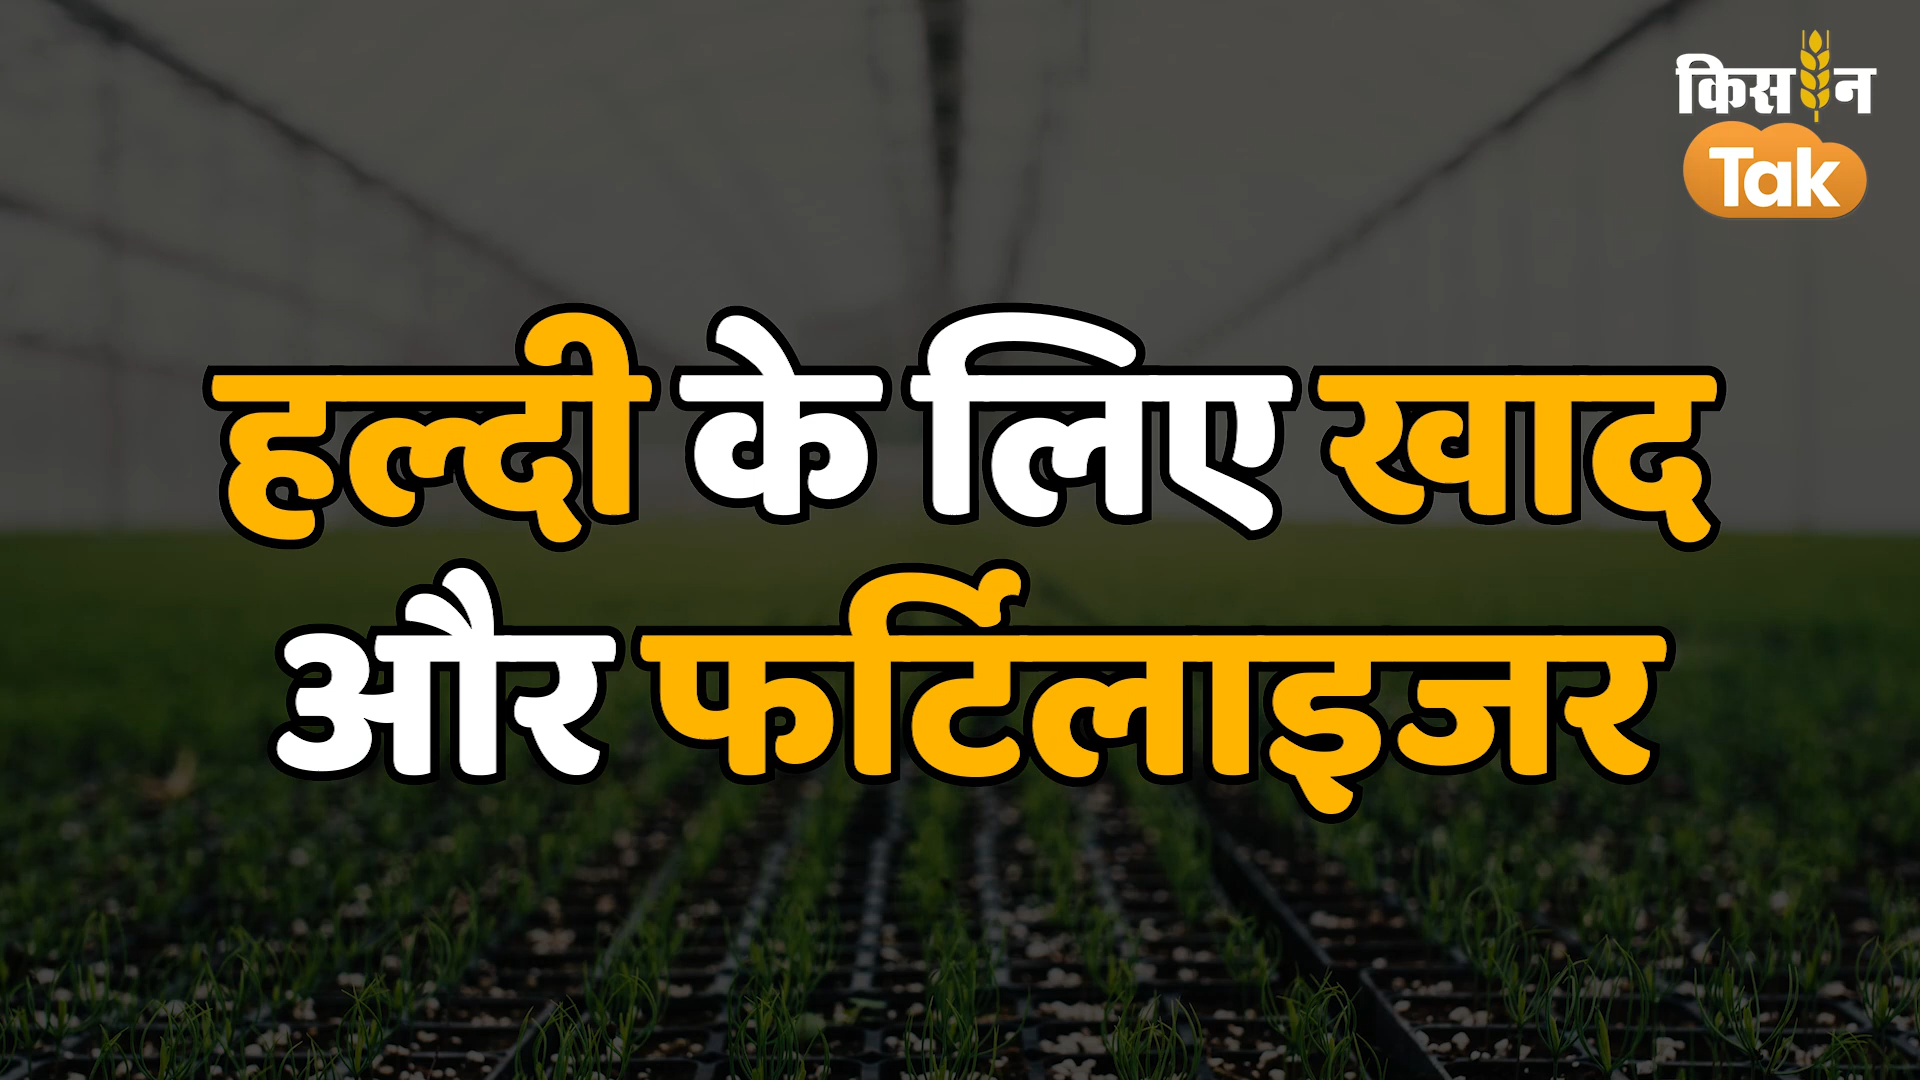 किसान
Tak
हल्दी के लिए खाद
और फर्टिलाइजर